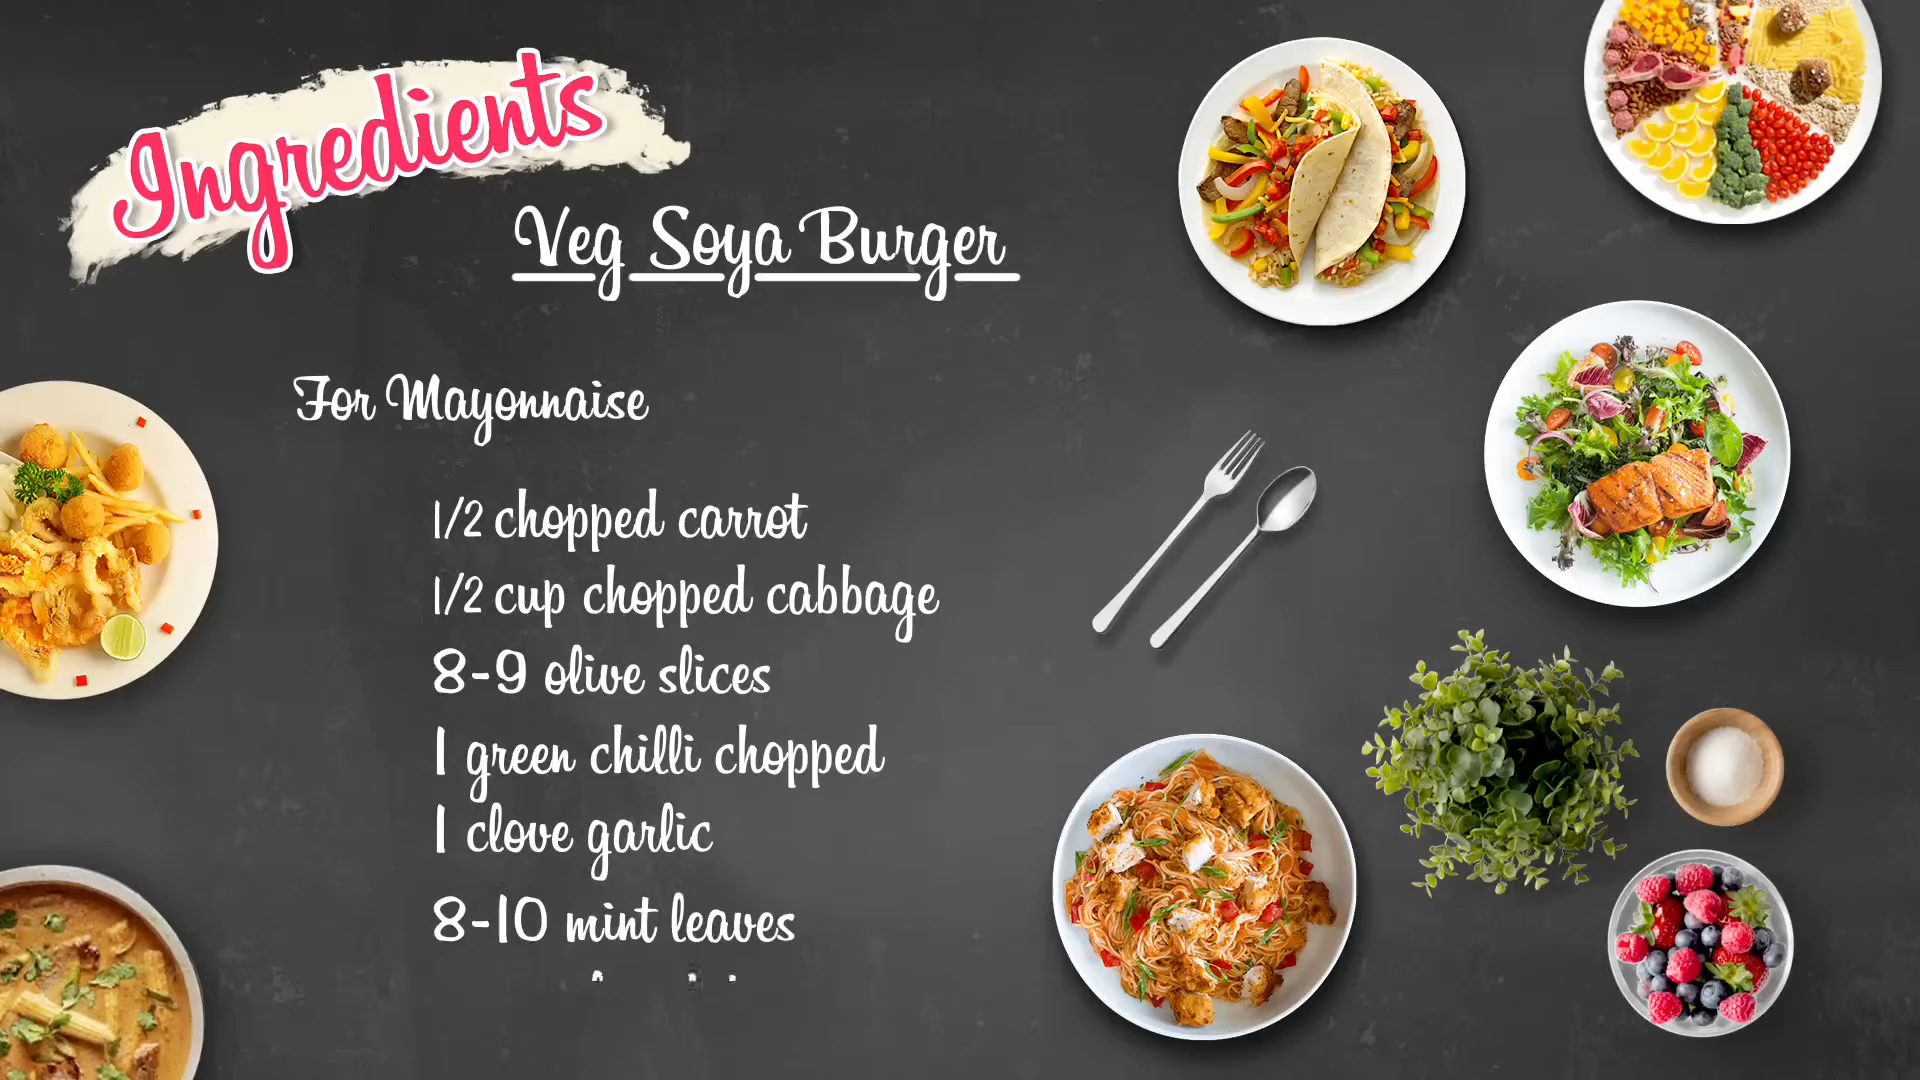 Ingredients
Veg Soya Burger
For Mayonnaise
1/2 chopped carrot
1/2 cup chopped cabbage
8-9 olive slices
1 green chilli chopped
1 clove garlic
8-10 mint leaves